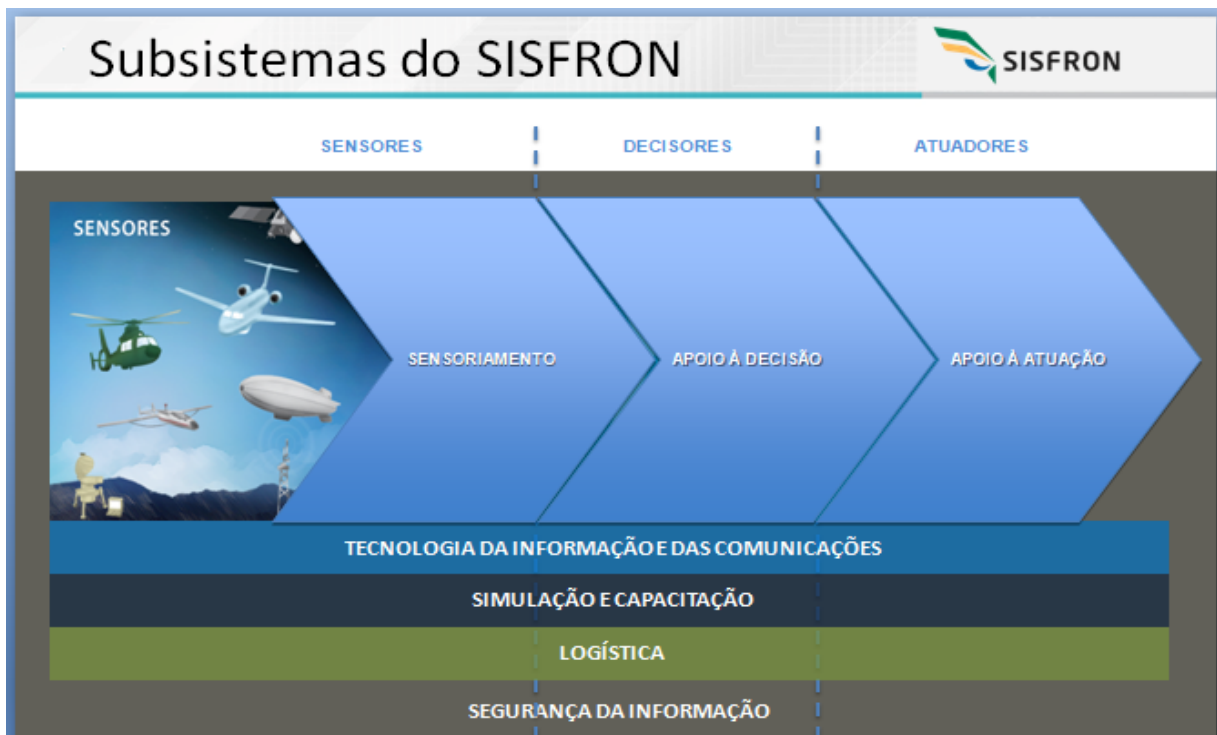 Subsistemas do SISFRON
SISFRON
SENSORES
DECISORES
ATUADORES
SENSORES
SENSORIAMENTO
APOIO À DECISÃO
APOIO À ATUAÇÃO
TECNOLOGIA DA INFORMAÇÃO E DAS COMUNICAÇÕES
SIMULAÇÃO E CAPACITAÇÃO
LOGÍSTICA
SEGURANÇA DA INFORMAÇÃO